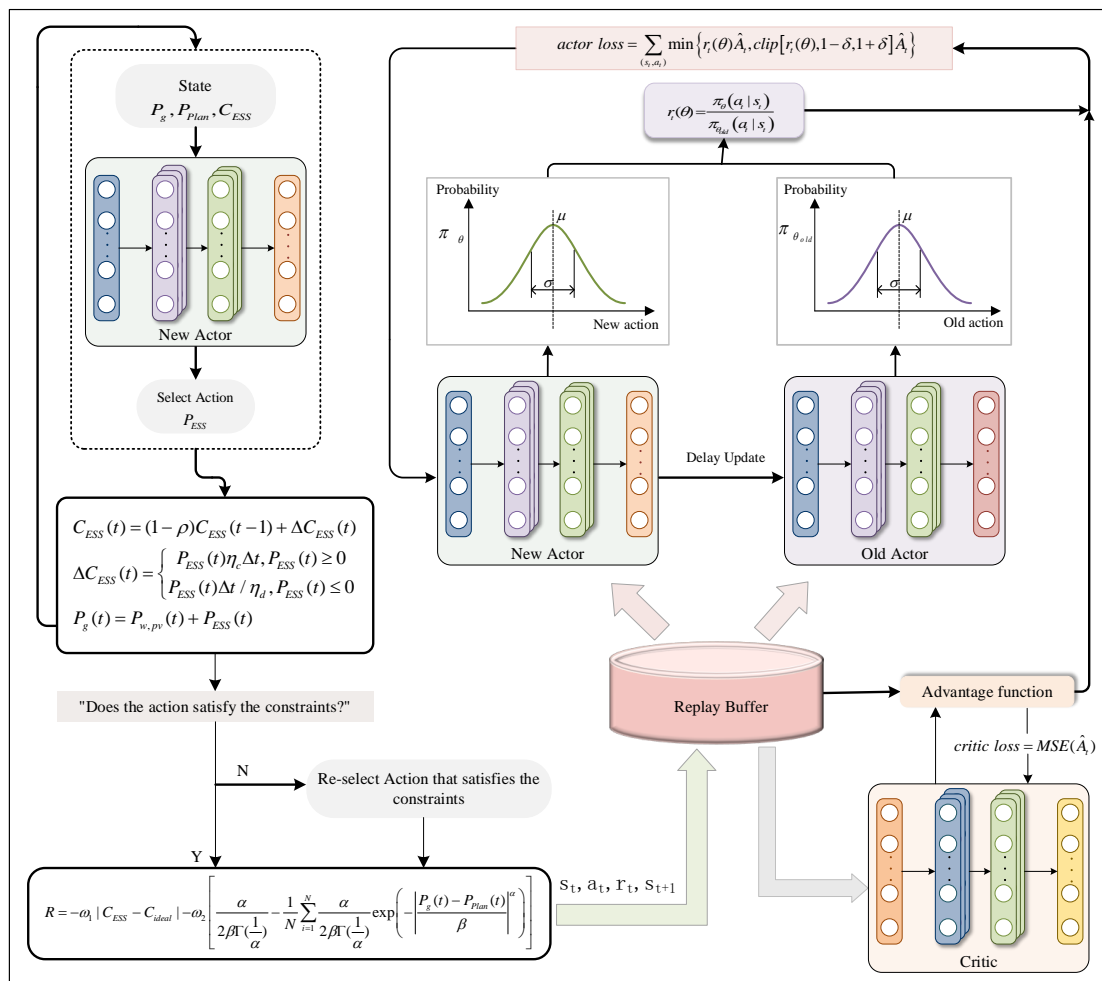 State
P_g, P_Plan, C_ESS
New Actor
Select Action
P_ESS
C_ESS(t) = (1−ρ)C_ESS(t−1) + ΔC_ESS(t)
ΔC_ESS(t) = { P_ESS(t)η_c Δt, P_ESS(t) ≥ 0
P_ESS(t)Δt / η_d, P_ESS(t) ≤ 0
P_g(t) = P_w,pv(t) + P_ESS(t)
"Does the action satisfy the constraints?"
N
Re-select Action that satisfies the
constraints
Y
R = −ω_1 | C_ESS − C_ideal | −ω_2 [ α / 2βΓ(1/α) − 1/N ∑_{i=1}^{N} α / 2βΓ(1/α) exp( −| P_g(t) − P_Plan(t) / β |^α ) ]
s_t, a_t, r_t, s_{t+1}
actor loss = ∑_{(s_t,a_t)} min{ r_t(θ)Â_t, clip[r_t(θ), 1−δ, 1+δ]Â_t }
r_t(θ) = π_θ(a_t | s_t) / π_θold(a_t | s_t)
Probability
μ
π_θ
σ
New action
Probability
μ
π_θold
σ
Old action
New Actor
Delay Update
Old Actor
Replay Buffer
Advantage function
critic loss = MSE(Â_t)
Critic